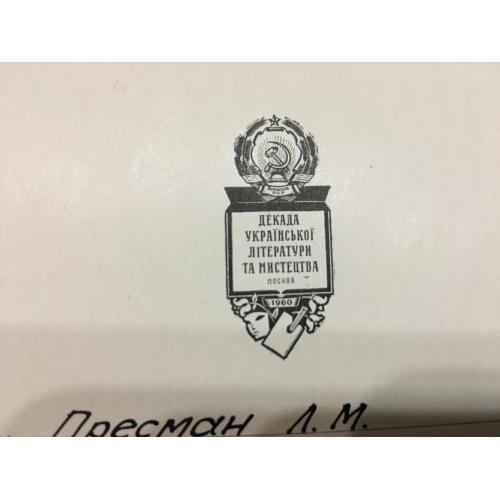 ДЕКАДА
УКРАЇНСЬКОЇ
ЛІТЕРАТУРИ
ТА МИСТЕЦТВА
МОСКВА
1960
Пресман Л. М.